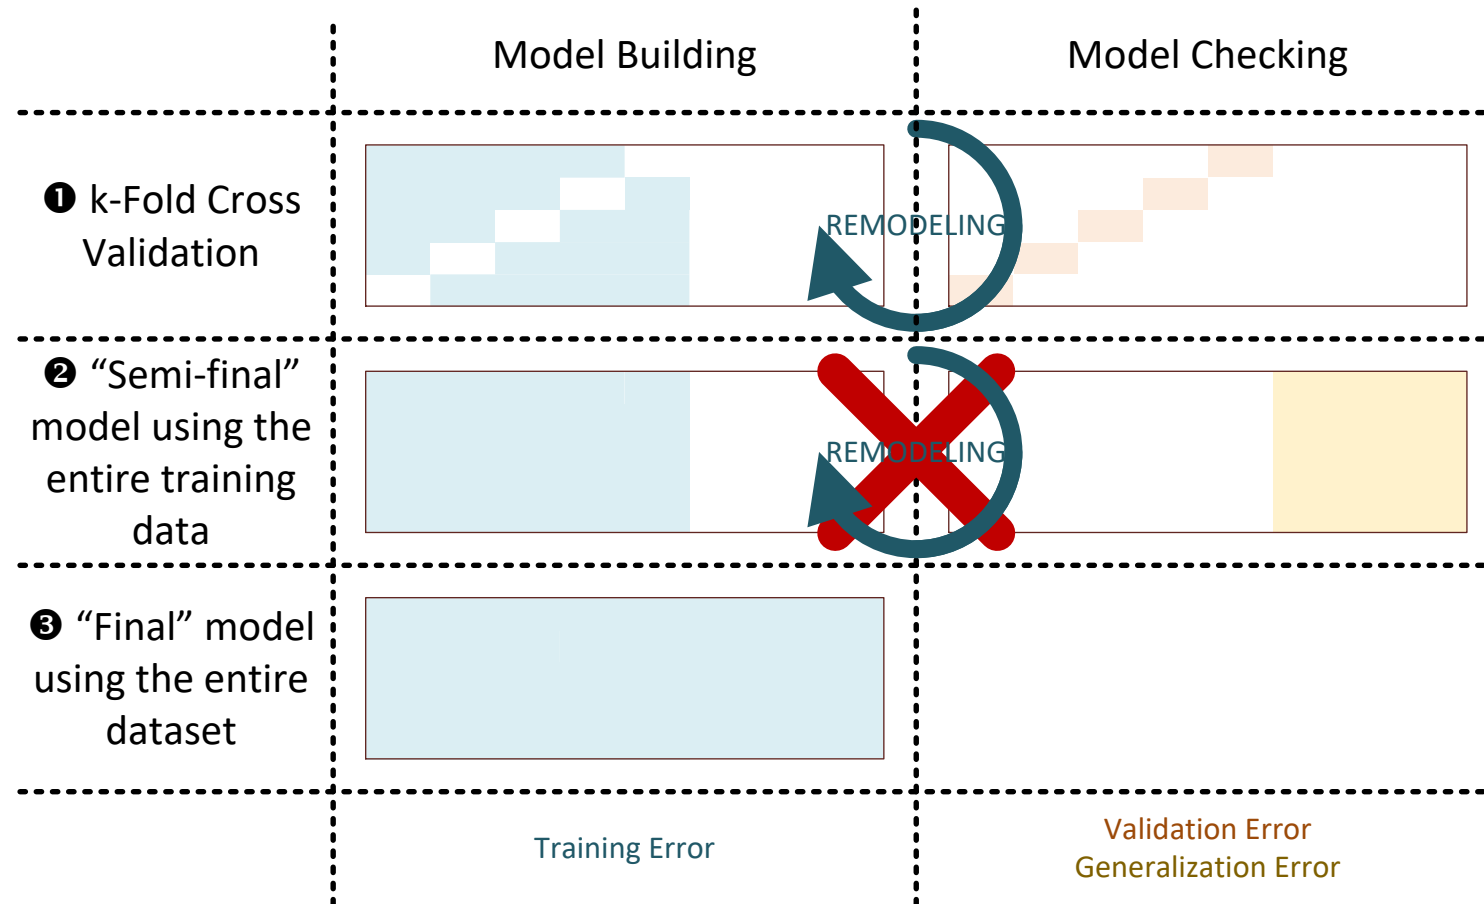 Model Building
Model Checking
❶ k-Fold Cross
Validation
REMODELING
❷ “Semi-final”
model using the
entire training
data
REMODELING
❸ “Final” model
using the entire
dataset
Training Error
Validation Error
Generalization Error